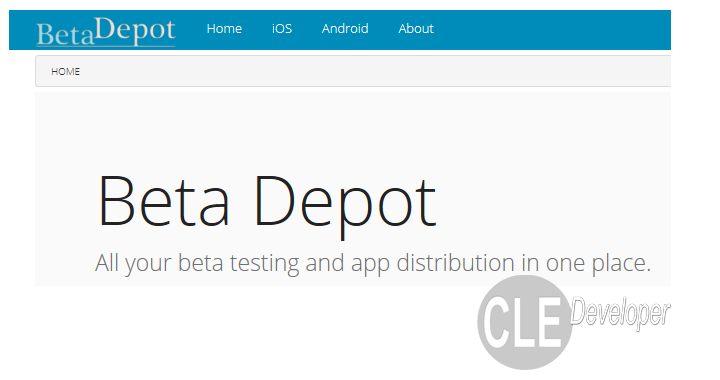 BetaDepot Home iOS Android About
HOME
Beta Depot
All your beta testing and app distribution in one place.
CLE Developer